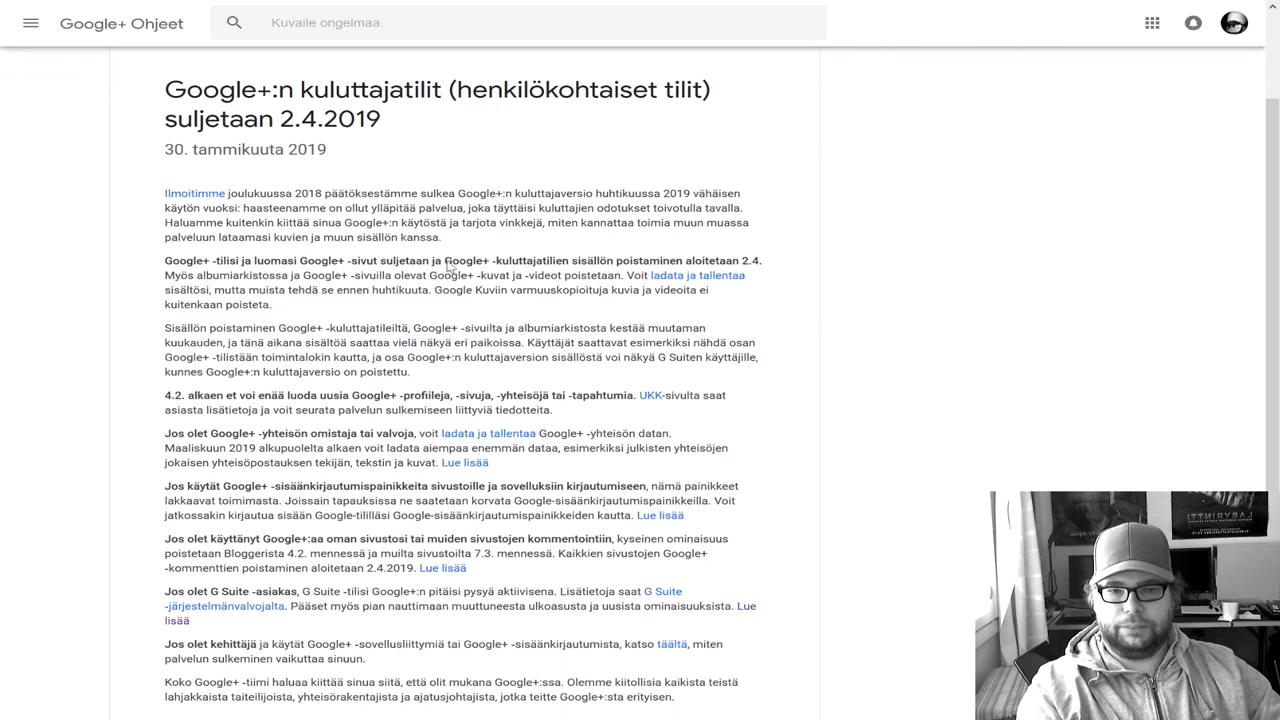 Google+ Ohjeet
Kuvaile ongelmaa.
Google+:n kuluttajatilit (henkilökohtaiset tilit)
suljetaan 2.4.2019
30. tammikuuta 2019
Ilmoitimme joulukuussa 2018 päätöksestämme sulkea Google+:n kuluttajaversio huhtikuussa 2019 vähäisen
käytön vuoksi: haasteenamme on ollut ylläpitää palvelua, joka täyttäisi kuluttajien odotukset toivotulla tavalla.
Haluamme kuitenkin kiittää sinua Google+:n käytöstä ja tarjota vinkkejä, miten kannattaa toimia muun muassa
palveluun lataamasi kuvien ja muun sisällön kanssa.
Google+ -tilisi ja luomasi Google+ -sivut suljetaan ja Google+ -kuluttajatilien sisällön poistaminen aloitetaan 2.4.
Myös albumiarkistossa ja Google+ -sivuilla olevat Google+ -kuvat ja -videot poistetaan. Voit ladata ja tallentaa
sisältösi, mutta muista tehdä se ennen huhtikuuta. Google Kuviin varmuuskopioituja kuvia ja videoita ei
kuitenkaan poisteta.
Sisällön poistaminen Google+ -kuluttajatileiltä, Google+ -sivuilta ja albumiarkistosta kestää muutaman
kuukauden, ja tänä aikana sisältöä saattaa vielä näkyä eri paikoissa. Käyttäjät saattavat esimerkiksi nähdä osan
Google+ -tilistään toimintalokin kautta, ja osa Google+:n kuluttajaversion sisällöstä voi näkyä G Suiten käyttäjille,
kunnes Google+:n kuluttajaversio on poistettu.
4.2. alkaen et voi enää luoda uusia Google+ -profiileja, -sivuja, -yhteisöjä tai -tapahtumia. UKK-sivulta saat
asiasta lisätietoja ja voit seurata palvelun sulkemiseen liittyviä tiedotteita.
Jos olet Google+ -yhteisön omistaja tai valvoja, voit ladata ja tallentaa Google+ -yhteisön datan.
Maaliskuun 2019 alkupuolelta alkaen voit ladata aiempaa enemmän dataa, esimerkiksi julkisten yhteisöjen
jokaisen yhteisöpostauksen tekijän, tekstin ja kuvat. Lue lisää
Jos käytät Google+ -sisäänkirjautumispainikkeita sivustoille ja sovelluksiin kirjautumiseen, nämä painikkeet
lakkaavat toimimasta. Joissain tapauksissa ne saatetaan korvata Google-sisäänkirjautumispainikkeilla. Voit
jatkossakin kirjautua sisään Google-tililläsi Google-sisäänkirjautumispainikkeiden kautta. Lue lisää
Jos olet käyttänyt Google+:aa oman sivustosi tai muiden sivustojen kommentointiin, kyseinen ominaisuus
poistetaan Bloggerista 4.2. mennessä ja muilta sivustoilta 7.3. mennessä. Kaikkien sivustojen Google+
-kommenttien poistaminen aloitetaan 2.4.2019. Lue lisää
Jos olet G Suite -asiakas, G Suite -tilisi Google+:n pitäisi pysyä aktiivisena. Lisätietoja saat G Suite
-järjestelmänvalvojalta. Pääset myös pian nauttimaan muuttuneesta ulkoasusta ja uusista ominaisuuksista. Lue
lisää
Jos olet kehittäjä ja käytät Google+ -sovellusliittymiä tai Google+ -sisäänkirjautumista, katso täältä, miten
palvelun sulkeminen vaikuttaa sinuun.
Koko Google+ -tiimi haluaa kiittää sinua siitä, että olit mukana Google+:ssa. Olemme kiitollisia kaikista teistä
lahjakkaista taiteilijoista, yhteisörakentajista ja ajatusjohtajista, jotka teitte Google+:sta erityisen.
LABYRINTTI